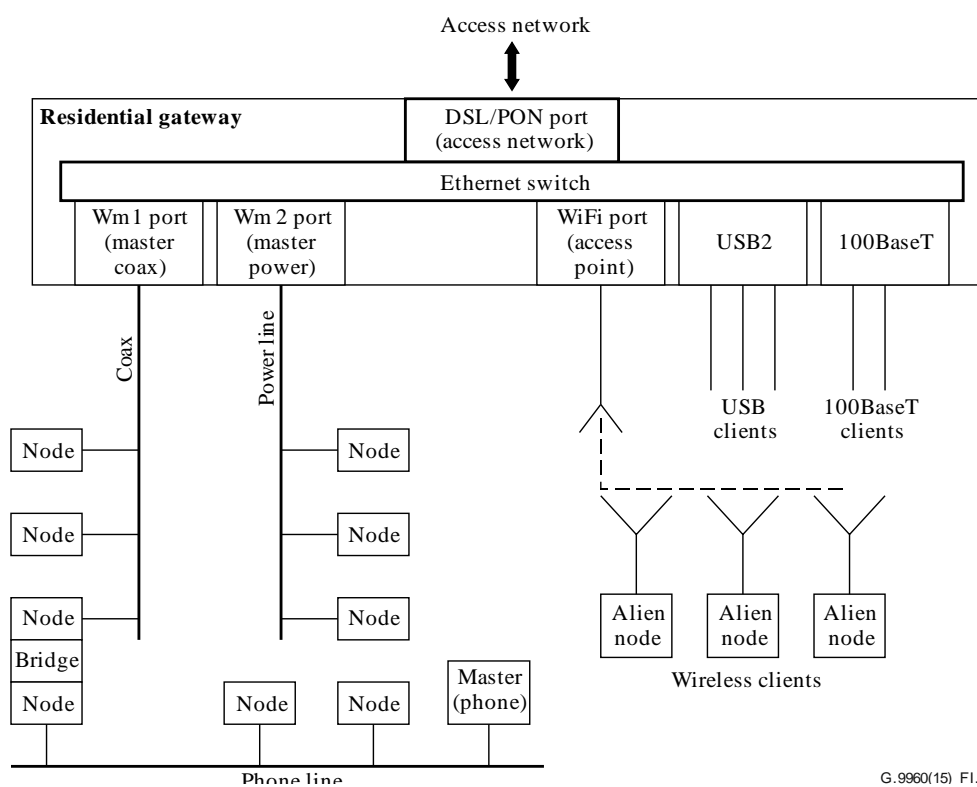 Access network
Residential gateway
DSL/PON port
(access network)
Ethernet switch
Wm1 port
(master
coax)
Wm2 port
(master
power)
WiFi port
(access
point)
USB2
100BaseT
Coax
Power line
USB
clients
100BaseT
clients
Node
Node
Node
Node
Node
Node
Bridge
Node
Node
Node
Master
(phone)
Alien
node
Alien
node
Alien
node
Wireless clients
Phone line
G.9960(15)_FI.